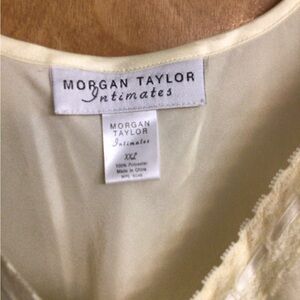 MORGAN TAYLOR
Intimates
MORGAN
TAYLOR
Intimates
XXL
100% Polyester
Made in China